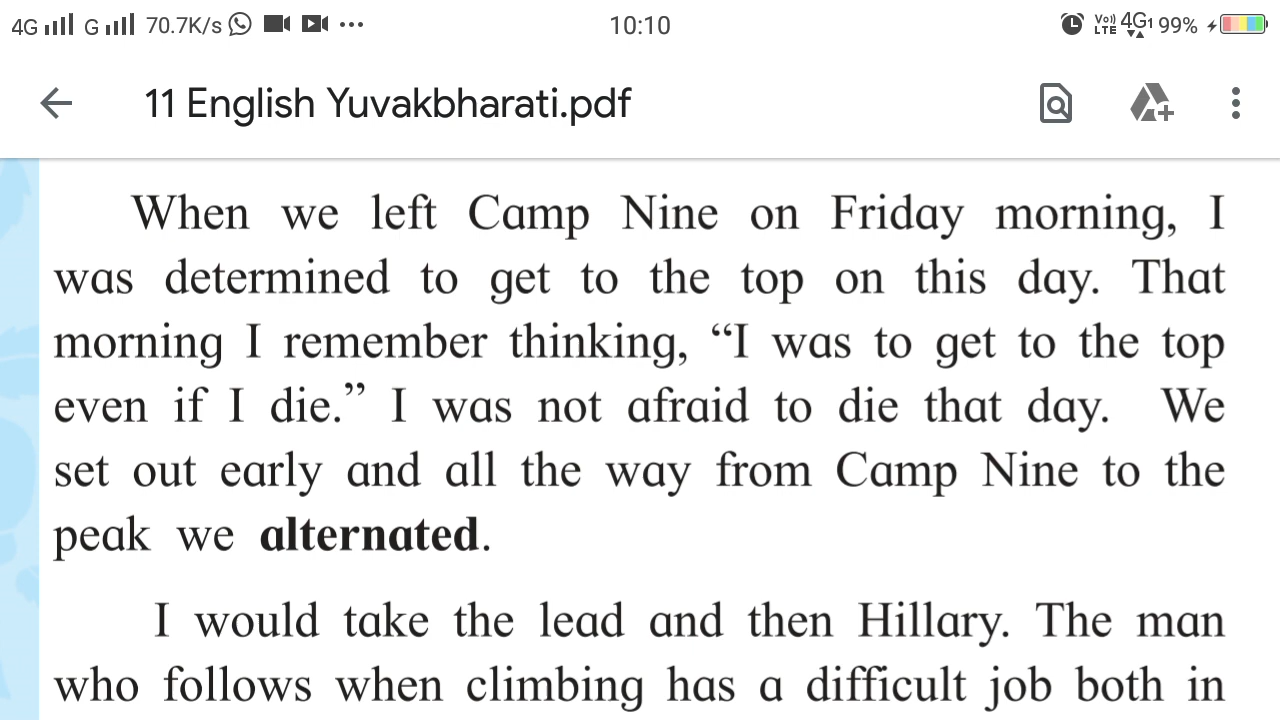 4G G 70.7K/s 10:10 Vo)) LTE 4G1 99%
11 English Yuvakbharati.pdf
When we left Camp Nine on Friday morning, I
was determined to get to the top on this day. That
morning I remember thinking, “I was to get to the top
even if I die.” I was not afraid to die that day. We
set out early and all the way from Camp Nine to the
peak we alternated.
I would take the lead and then Hillary. The man
who follows when climbing has a difficult job both in